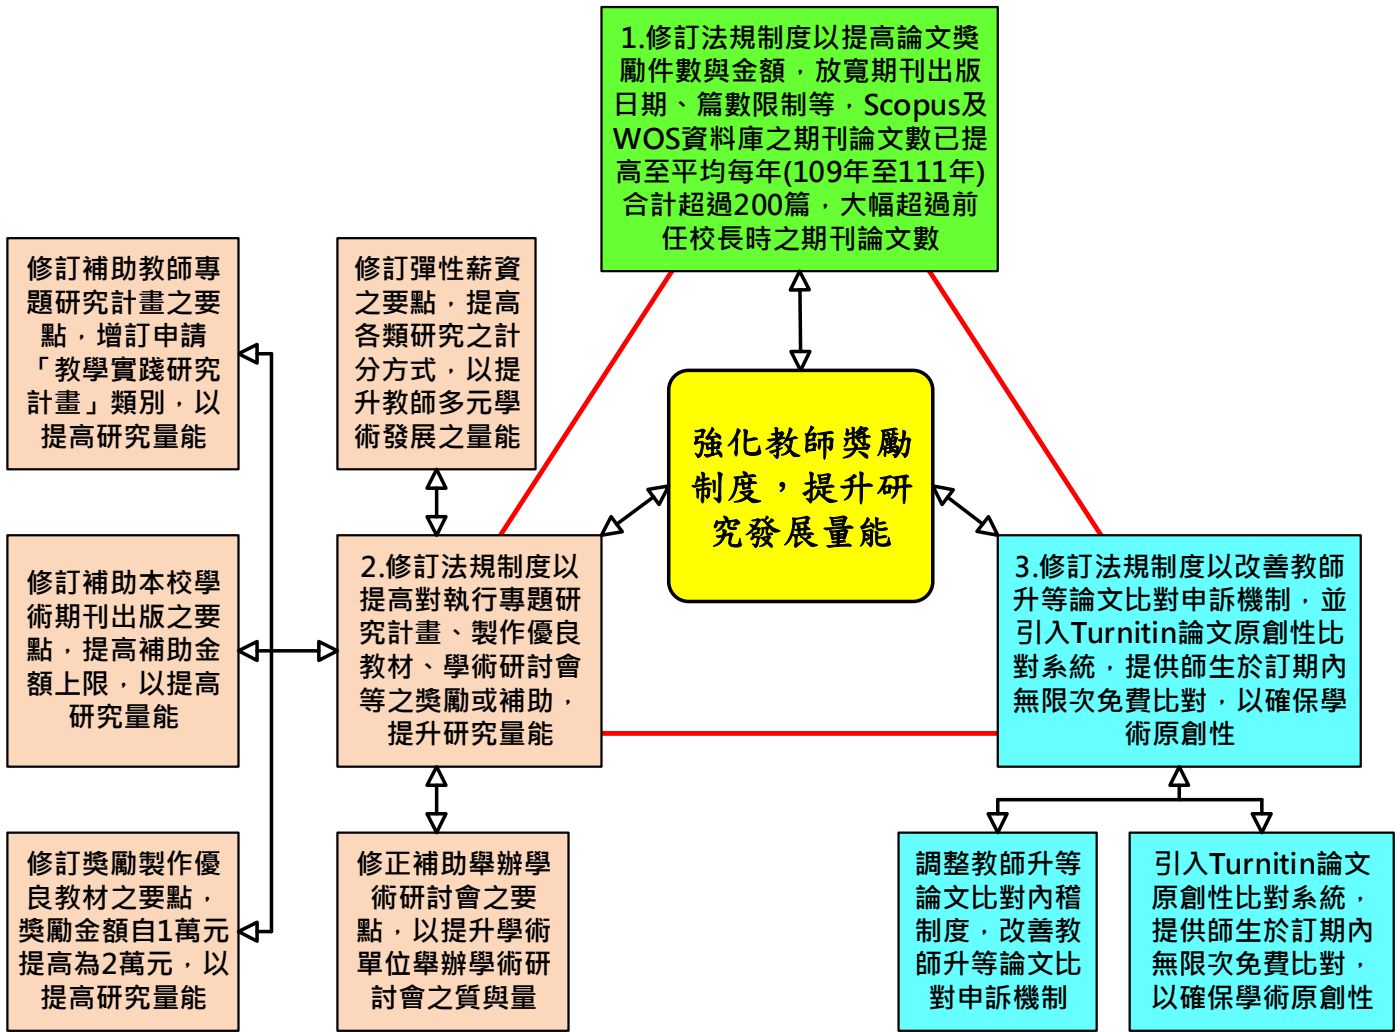 1.修訂法規制度以提高論文獎
勵件數與金額，放寬期刊出版
日期、篇數限制等，Scopus及
WOS資料庫之期刊論文數已提
高至平均每年(109年至111年)
合計超過200篇，大幅超過前
任校長時之期刊論文數
修訂補助教師專
題研究計畫之要
點，增訂申請
「教學實踐研究
計畫」類別，以
提高研究量能
修訂彈性薪資
之要點，提高
各類研究之計
分方式，以提
升教師多元學
術發展之量能
強化教師獎勵
制度，提升研
究發展量能
修訂補助本校學
術期刊出版之要
點，提高補助金
額上限，以提高
研究量能
2.修訂法規制度以
提高對執行專題研
究計畫、製作優良
教材、學術研討會
等之獎勵或補助，
提升研究量能
3.修訂法規制度以改善教師
升等論文比對申訴機制，並
引入Turnitin論文原創性比
對系統，提供師生於訂期內
無限次免費比對，以確保學
術原創性
修訂獎勵製作優
良教材之要點，
獎勵金額自1萬元
提高為2萬元，以
提高研究量能
修正補助舉辦學
術研討會之要
點，以提升學術
單位舉辦學術研
討會之質與量
調整教師升等
論文比對內稽
制度，改善教
師升等論文比
對申訴機制
引入Turnitin論文
原創性比對系統，
提供師生於訂期內
無限次免費比對，
以確保學術原創性